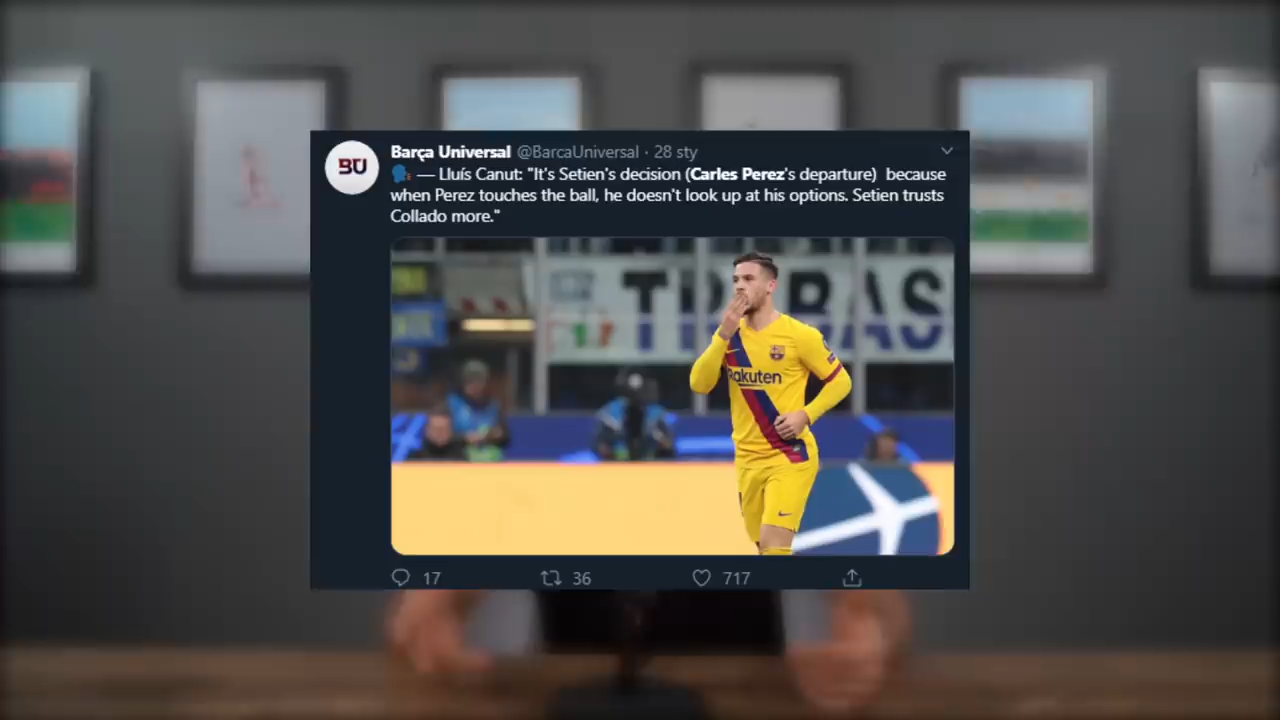 BU
Barça Universal @BarcaUniversal · 28 sty
— Lluís Canut: "It's Setien's decision (Carles Perez's departure) because
when Perez touches the ball, he doesn't look up at his options. Setien trusts
Collado more."
Rakuten
17 36 717